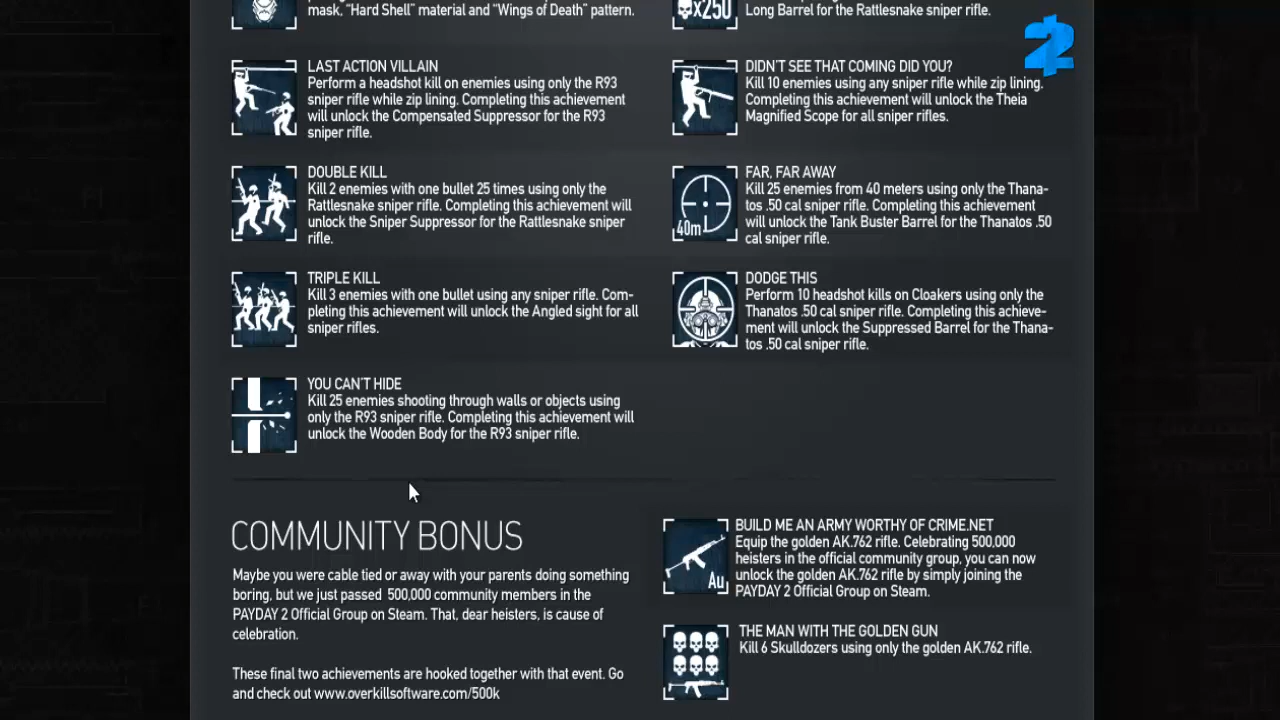 mask, “Hard Shell” material and “Wings of Death” pattern.
x250
Long Barrel for the Rattlesnake sniper rifle.
2
LAST ACTION VILLAIN
Perform a headshot kill on enemies using only the R93
sniper rifle while zip lining. Completing this achievement
will unlock the Compensated Suppressor for the R93
sniper rifle.
DIDN'T SEE THAT COMING DID YOU?
Kill 10 enemies using any sniper rifle while zip lining.
Completing this achievement will unlock the Theia
Magnified Scope for all sniper rifles.
DOUBLE KILL
Kill 2 enemies with one bullet 25 times using only the
Rattlesnake sniper rifle. Completing this achievement will
unlock the Sniper Suppressor for the Rattlesnake sniper
rifle.
40m
FAR, FAR AWAY
Kill 25 enemies from 40 meters using only the Thana-
tos .50 cal sniper rifle. Completing this achievement
will unlock the Tank Buster Barrel for the Thanatos .50
cal sniper rifle.
TRIPLE KILL
Kill 3 enemies with one bullet using any sniper rifle. Com-
pleting this achievement will unlock the Angled sight for all
sniper rifles.
DODGE THIS
Perform 10 headshot kills on Cloakers using only the
Thanatos .50 cal sniper rifle. Completing this achieve-
ment will unlock the Suppressed Barrel for the Thana-
tos .50 cal sniper rifle.
YOU CAN'T HIDE
Kill 25 enemies shooting through walls or objects using
only the R93 sniper rifle. Completing this achievement will
unlock the Wooden Body for the R93 sniper rifle.
COMMUNITY BONUS
Maybe you were cable tied or away with your parents doing something
boring, but we just passed 500,000 community members in the
PAYDAY 2 Official Group on Steam. That, dear heisters, is cause of
celebration.
These final two achievements are hooked together with that event. Go
and check out www.overkillsoftware.com/500k
Au
BUILD ME AN ARMY WORTHY OF CRIME.NET
Equip the golden AK.762 rifle. Celebrating 500,000
heisters in the official community group, you can now
unlock the golden AK.762 rifle by simply joining the
PAYDAY 2 Official Group on Steam.
THE MAN WITH THE GOLDEN GUN
Kill 6 Skulldozers using only the golden AK.762 rifle.